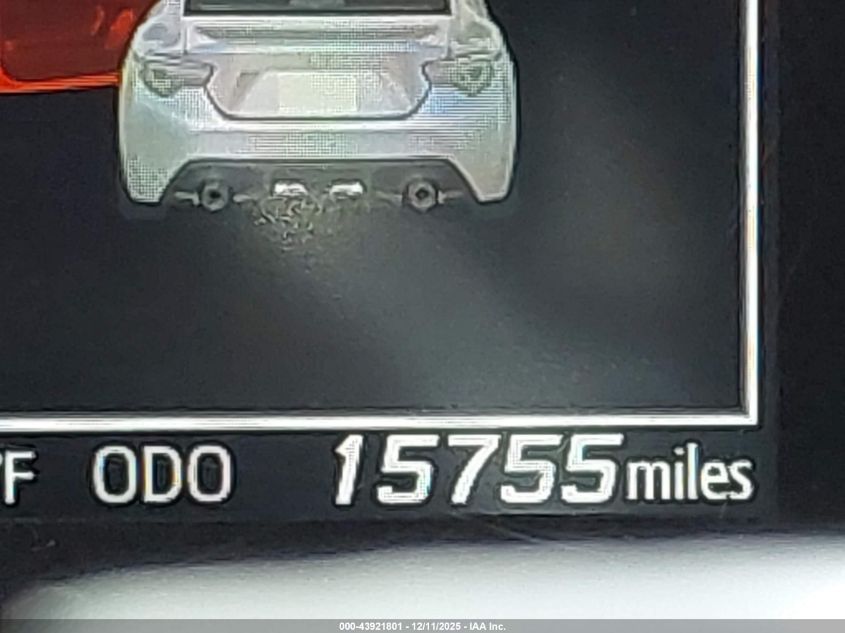 °F ODO 15755 miles
000-43921801 - 12/11/2025 - IAA Inc.